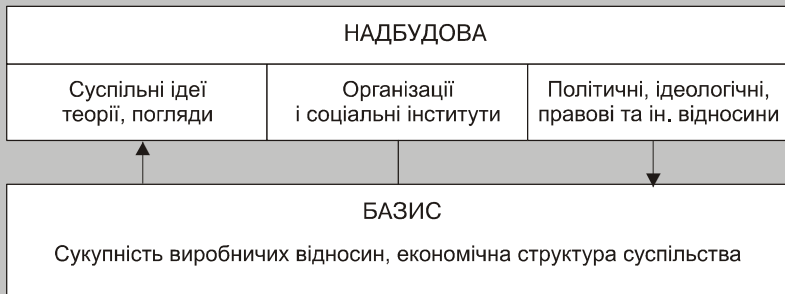 НАДБУДОВА
Суспільні ідеї
теорії, погляди
Організації
і соціальні інститути
Політичні, ідеологічні,
правові та ін. відносини
БАЗИС
Сукупність виробничих відносин, економічна структура суспільства